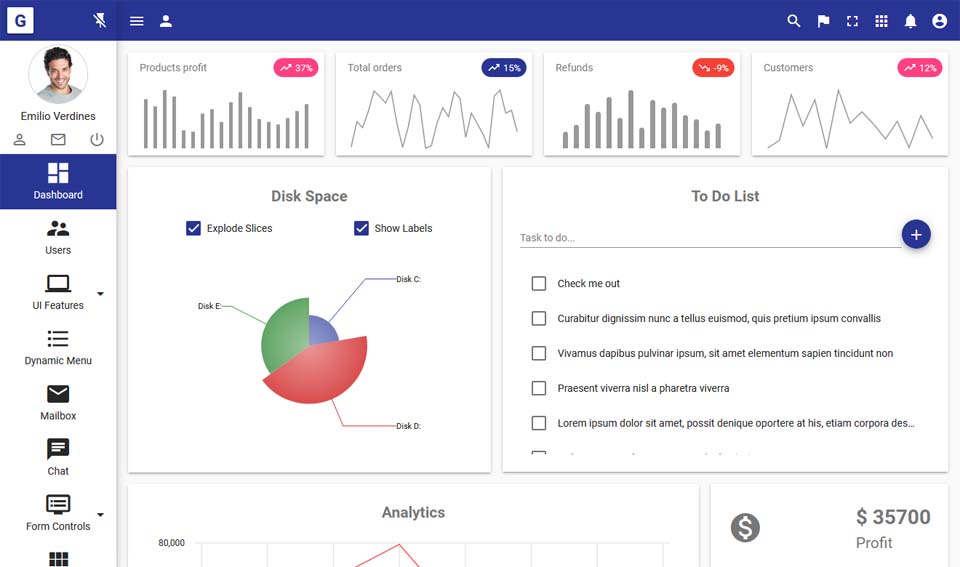 G
Emilio Verdines
Dashboard
Users
UI Features
Dynamic Menu
Mailbox
Chat
Form Controls
Products profit
37%
Total orders
15%
Refunds
-9%
Customers
12%
Disk Space
Explode Slices
Show Labels
Disk C:
Disk E:
Disk D:
To Do List
Task to do...
Check me out
Curabitur dignissim nunc a tellus euismod, quis pretium ipsum convallis
Vivamus dapibus pulvinar ipsum, sit amet elementum sapien tincidunt non
Praesent viverra nisl a pharetra viverra
Lorem ipsum dolor sit amet, possit denique oportere at his, etiam corpora des...
Analytics
80,000
$ 35700
Profit